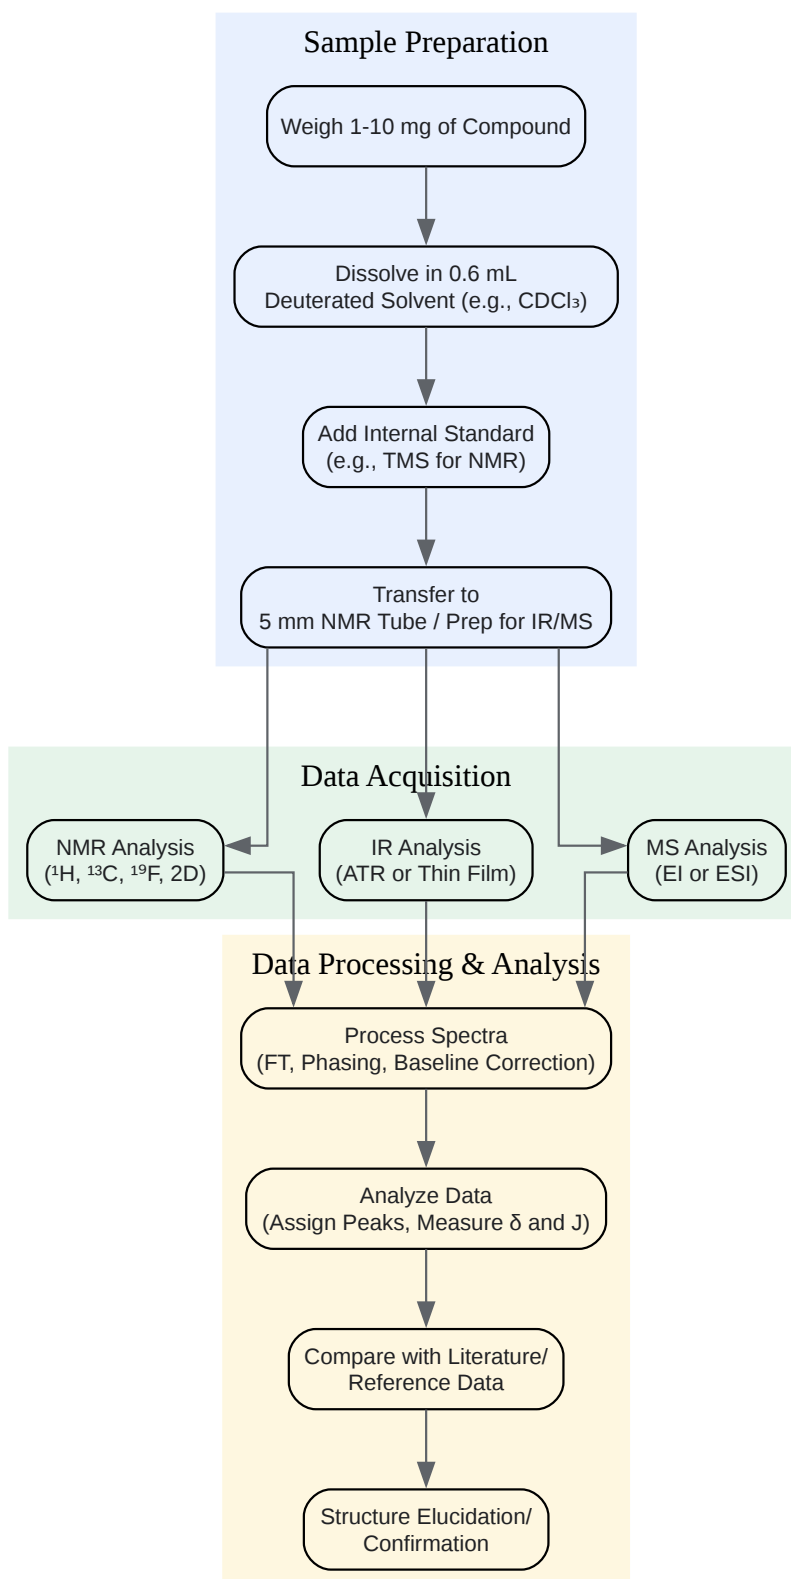 Sample Preparation
Weigh 1-10 mg of Compound
Dissolve in 0.6 mL
Deuterated Solvent (e.g., CDCl₃)
Add Internal Standard
(e.g., TMS for NMR)
Transfer to
5 mm NMR Tube / Prep for IR/MS
Data Acquisition
NMR Analysis
(¹H, ¹³C, ¹⁹F, 2D)
IR Analysis
(ATR or Thin Film)
MS Analysis
(EI or ESI)
Data Processing & Analysis
Process Spectra
(FT, Phasing, Baseline Correction)
Analyze Data
(Assign Peaks, Measure δ and J)
Compare with Literature/
Reference Data
Structure Elucidation/
Confirmation